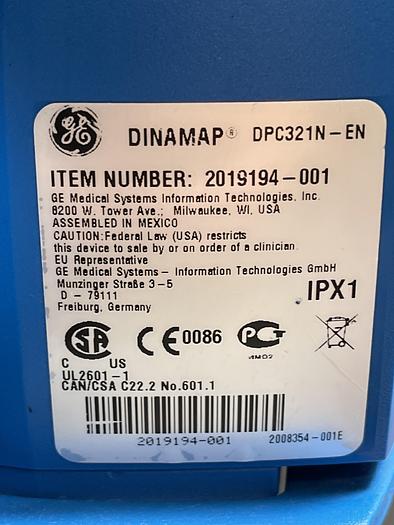 GE
DINAMAP® DPC321N-EN
ITEM NUMBER: 2019194-001
GE Medical Systems Information Technologies, Inc.
8200 W. Tower Ave.; Milwaukee, WI. USA
ASSEMBLED IN MEXICO
CAUTION: Federal Law (USA) restricts
this device to sale by or on order of a clinician.
EU Representative
GE Medical Systems- Information Technologies GmbH
Munzinger Straße 3-5
D - 79111
Freiburg, Germany
IPX1
C US
0086
UL2601-1
CAN/CSA C22.2 No.601.1
2019194-001
2008354-001E